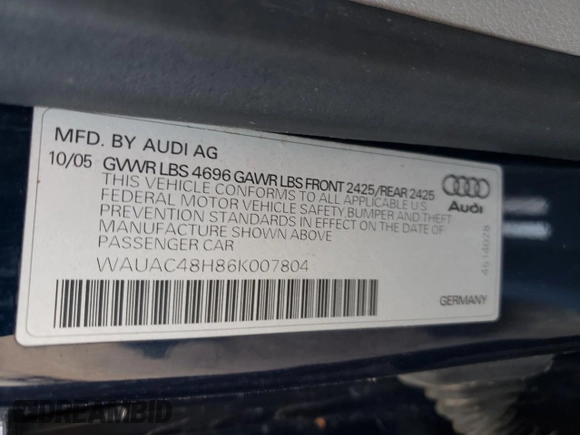 MFD. BY AUDI AG
10/05 GVWR LBS 4696 GAWR LBS FRONT 2425/REAR 2425
THIS VEHICLE CONFORMS TO ALL APPLICABLE U.S.
FEDERAL MOTOR VEHICLE SAFETY, BUMPER AND THEFT
PREVENTION STANDARDS IN EFFECT ON THE DATE OF
MANUFACTURE SHOWN ABOVE
PASSENGER CAR
WAUAC48H86K007804
Audi
4614028
GERMANY
DREAMBID